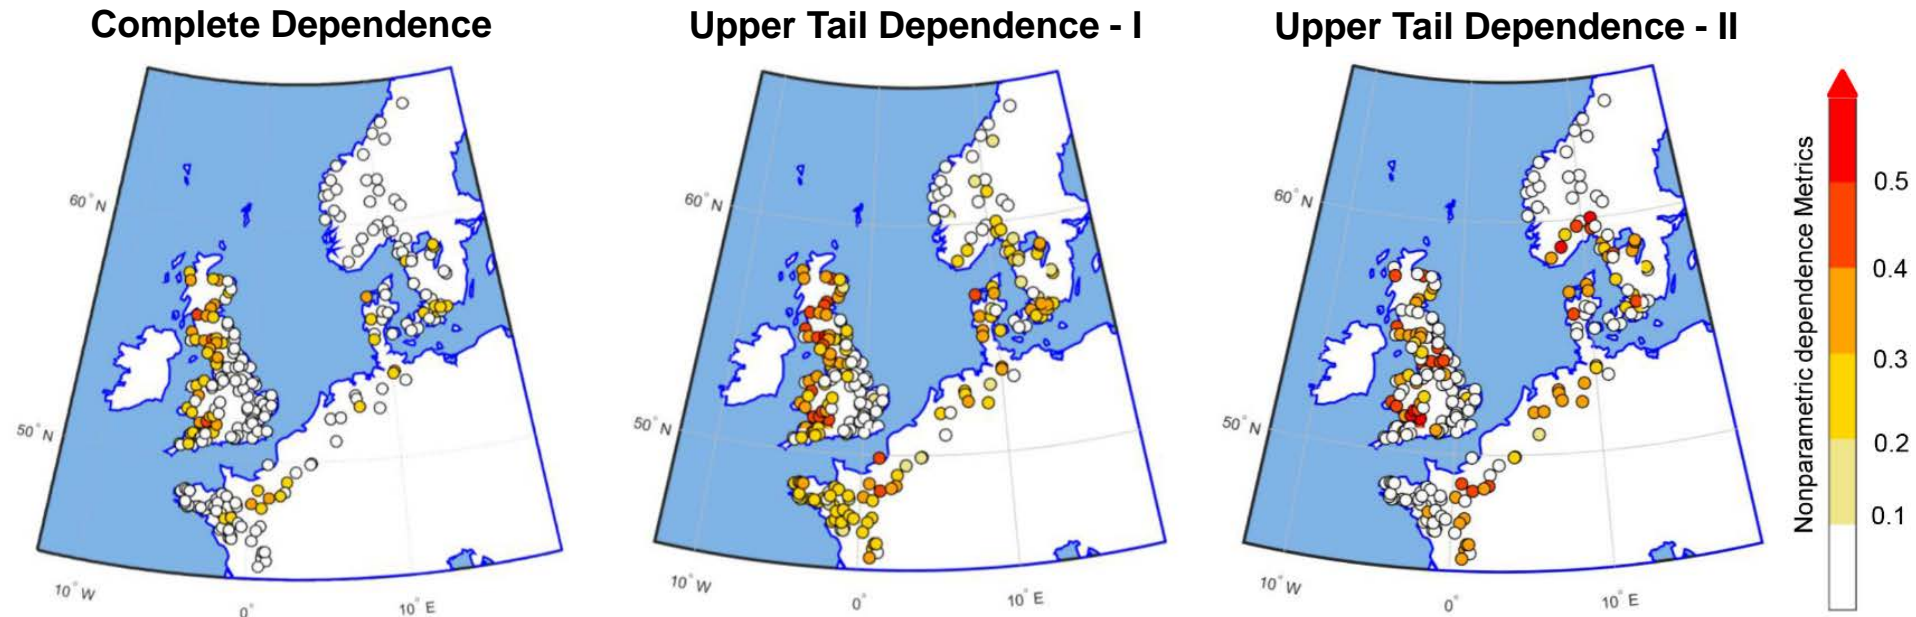 Complete Dependence
Upper Tail Dependence - I
Upper Tail Dependence - II
60° N
50° N
10° W
0°
10° E
60° N
50° N
10° W
0°
10° E
60° N
50° N
10° W
0°
10° E
Nonparametric dependence Metrics
0.5
0.4
0.3
0.2
0.1